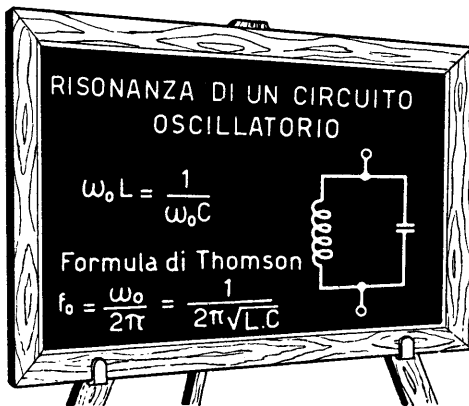 RISONANZA DI UN CIRCUITO
OSCILLATORIO
ω₀L = 1/ω₀C
Formula di Thomson
f₀ = ω₀/2π = 1/2π√L.C